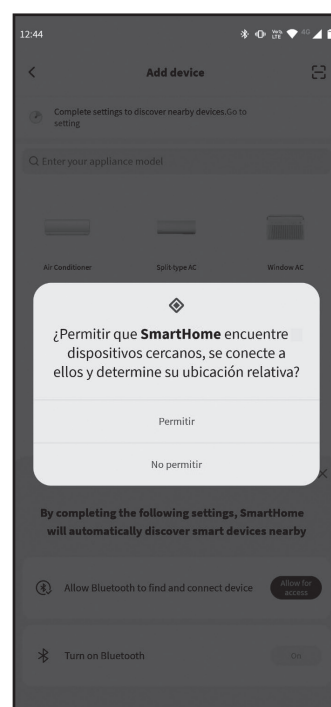 12:44
VoLTE 4G
Add device
Complete settings to discover nearby devices.Go to
setting
Enter your appliance model
Air Conditioner Split-type AC Window AC
¿Permitir que SmartHome encuentre
dispositivos cercanos, se conecte a
ellos y determine su ubicación relativa?
Permitir
No permitir
By completing the following settings, SmartHome
will automatically discover smart devices nearby
Allow Bluetooth to find and connect device
Allow for
access
Turn on Bluetooth On